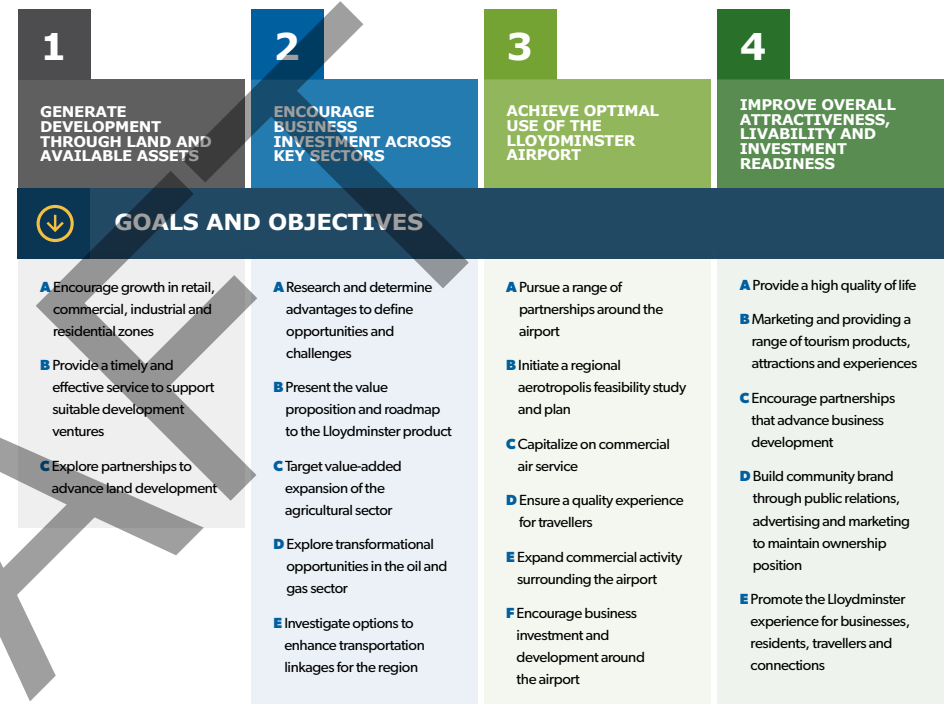 1
GENERATE
DEVELOPMENT
THROUGH LAND AND
AVAILABLE ASSETS
2
ENCOURAGE
BUSINESS
INVESTMENT ACROSS
KEY SECTORS
3
ACHIEVE OPTIMAL
USE OF THE
LLOYDMINSTER
AIRPORT
4
IMPROVE OVERALL
ATTRACTIVENESS,
LIVABILITY AND
INVESTMENT
READINESS
GOALS AND OBJECTIVES
A Encourage growth in retail,
commercial, industrial and
residential zones
B Provide a timely and
effective service to support
suitable development
ventures
C Explore partnerships to
advance land development
A Research and determine
advantages to define
opportunities and
challenges
B Present the value
proposition and roadmap
to the Lloydminster product
C Target value-added
expansion of the
agricultural sector
D Explore transformational
opportunities in the oil and
gas sector
E Investigate options to
enhance transportation
linkages for the region
A Pursue a range of
partnerships around the
airport
B Initiate a regional
aerotropolis feasibility study
and plan
C Capitalize on commercial
air service
D Ensure a quality experience
for travellers
E Expand commercial activity
surrounding the airport
F Encourage business
investment and
development around
the airport
A Provide a high quality of life
B Marketing and providing a
range of tourism products,
attractions and experiences
C Encourage partnerships
that advance business
development
D Build community brand
through public relations,
advertising and marketing
to maintain ownership
position
E Promote the Lloydminster
experience for businesses,
residents, travellers and
connections